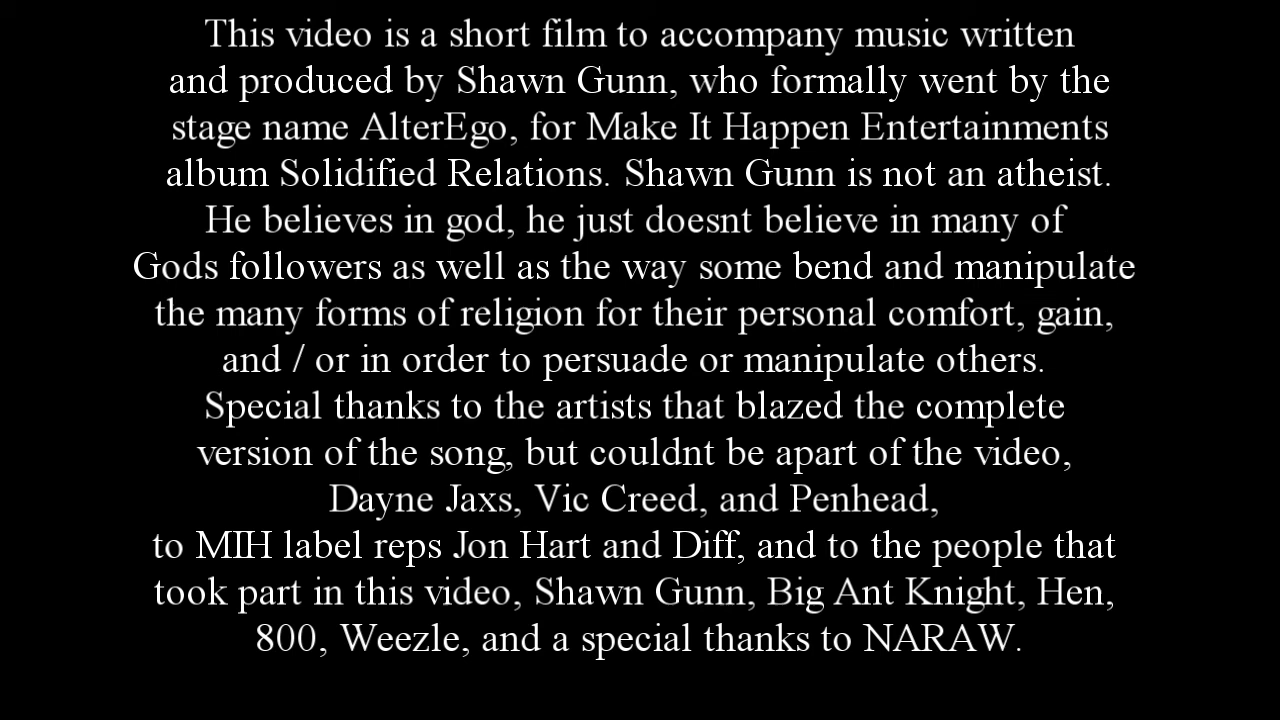 This video is a short film to accompany music written
and produced by Shawn Gunn, who formally went by the
stage name AlterEgo, for Make It Happen Entertainments
album Solidified Relations. Shawn Gunn is not an atheist.
He believes in god, he just doesnt believe in many of
Gods followers as well as the way some bend and manipulate
the many forms of religion for their personal comfort, gain,
and / or in order to persuade or manipulate others.
Special thanks to the artists that blazed the complete
version of the song, but couldnt be apart of the video,
Dayne Jaxs, Vic Creed, and Penhead,
to MIH label reps Jon Hart and Diff, and to the people that
took part in this video, Shawn Gunn, Big Ant Knight, Hen,
800, Weezle, and a special thanks to NARAW.